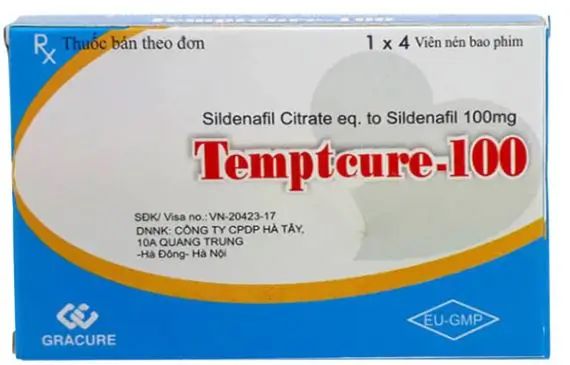 Rx Thuốc bán theo đơn
1 x 4 Viên nén bao phim
Sildenafil Citrate eq. to Sildenafil 100mg
Temptcure-100
SĐK/ Visa no.: VN-20423-17
DNNK: CÔNG TY CPDP HÀ TÂY,
10A QUANG TRUNG
-Hà Đông- Hà Nội
GRACURE
EU-GMP